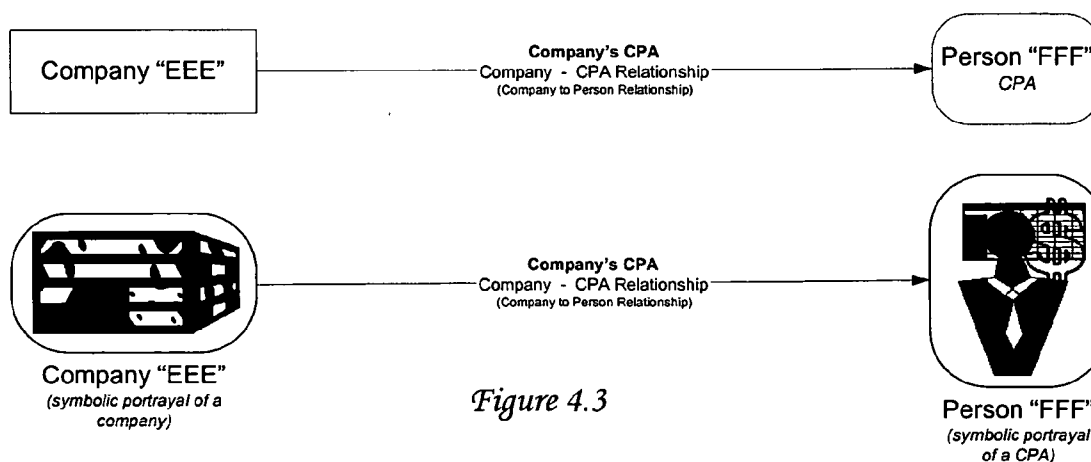 Company "EEE"
Company's CPA
Company - CPA Relationship
(Company to Person Relationship)
Person "FFF"
CPA
Company's CPA
Company - CPA Relationship
(Company to Person Relationship)
Company "EEE"
(symbolic portrayal of a
company)
Figure 4.3
Person "FFF"
(symbolic portrayal
of a CPA)